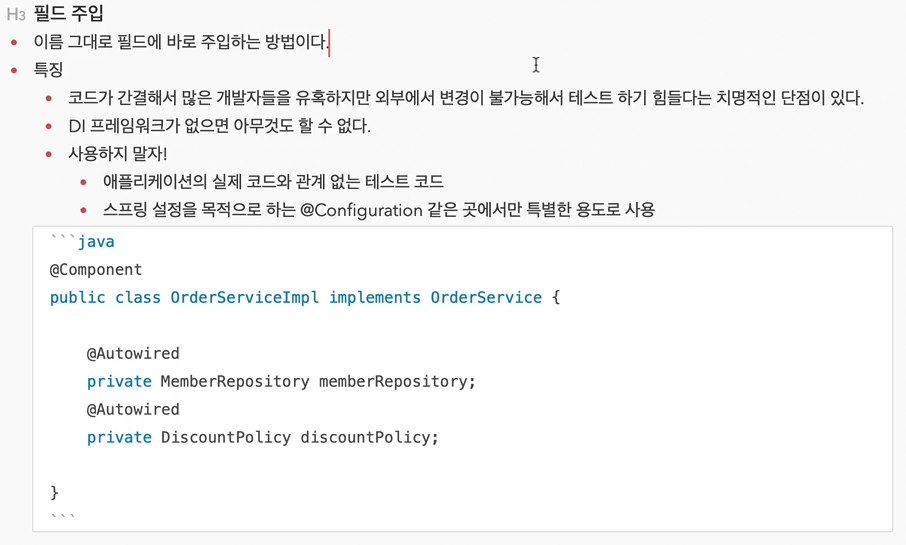 H3 필드 주입
이름 그대로 필드에 바로 주입하는 방법이다.
특징
코드가 간결해서 많은 개발자들을 유혹하지만 외부에서 변경이 불가능해서 테스트 하기 힘들다는 치명적인 단점이 있다.
DI 프레임워크가 없으면 아무것도 할 수 없다.
사용하지 말자!
애플리케이션의 실제 코드와 관계 없는 테스트 코드
스프링 설정을 목적으로 하는 @Configuration 같은 곳에서만 특별한 용도로 사용
```java
@Component
public class OrderServiceImpl implements OrderService {
@Autowired
private MemberRepository memberRepository;
@Autowired
private DiscountPolicy discountPolicy;
}
```